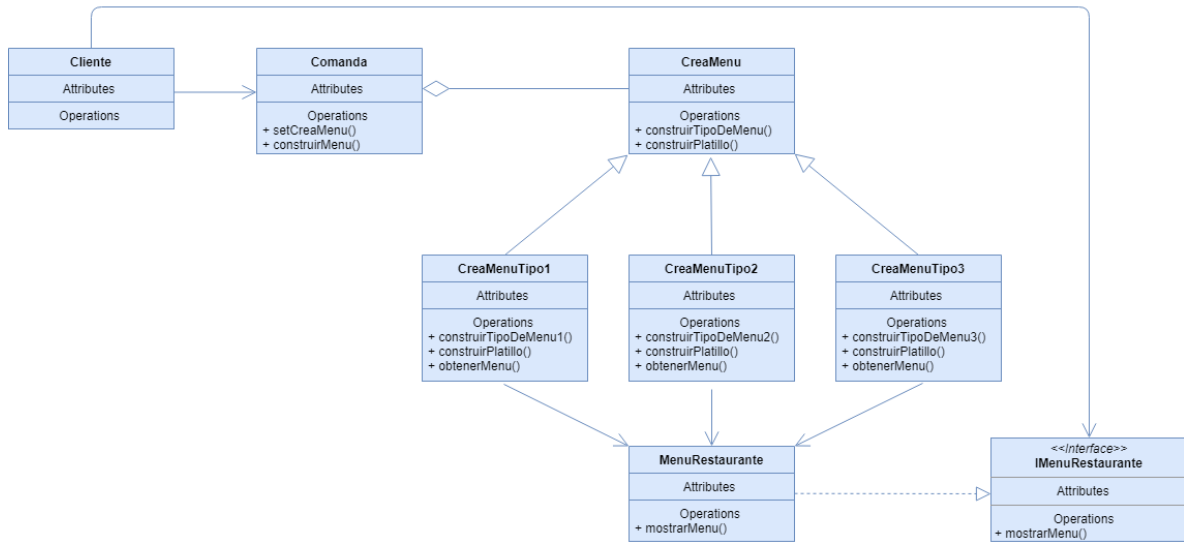 Cliente
Attributes
Operations
Comanda
Attributes
Operations
+ setCreaMenu()
+ construirMenu()
CreaMenu
Attributes
Operations
+ construirTipoDeMenu()
+ construirPlatillo()
CreaMenuTipo1
Attributes
Operations
+ construirTipoDeMenu1()
+ construirPlatillo()
+ obtenerMenu()
CreaMenuTipo2
Attributes
Operations
+ construirTipoDeMenu2()
+ construirPlatillo()
+ obtenerMenu()
CreaMenuTipo3
Attributes
Operations
+ construirTipoDeMenu3()
+ construirPlatillo()
+ obtenerMenu()
MenuRestaurante
Attributes
Operations
+ mostrarMenu()
<<Interface>>
IMenuRestaurante
Attributes
Operations
+ mostrarMenu()